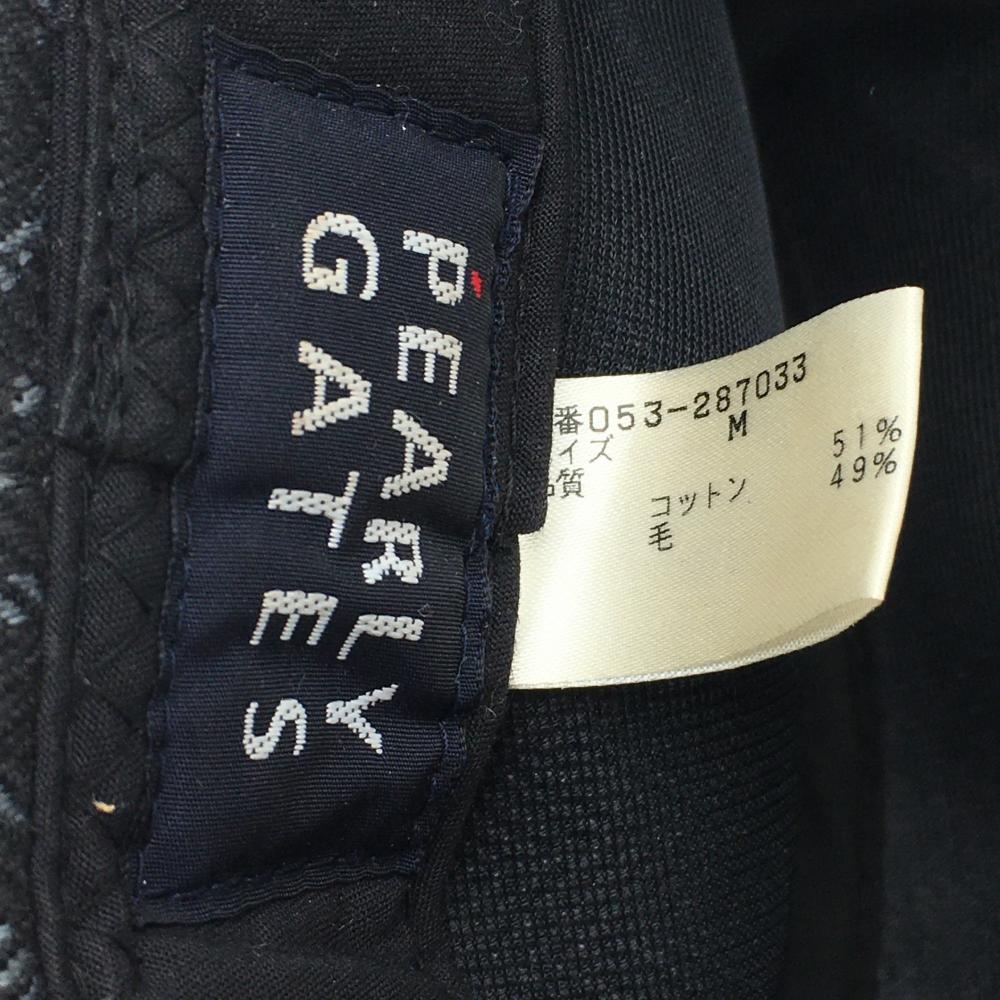 PEARLY
GATES
番053-287033
イズ M
質 コットン 51%
毛 49%